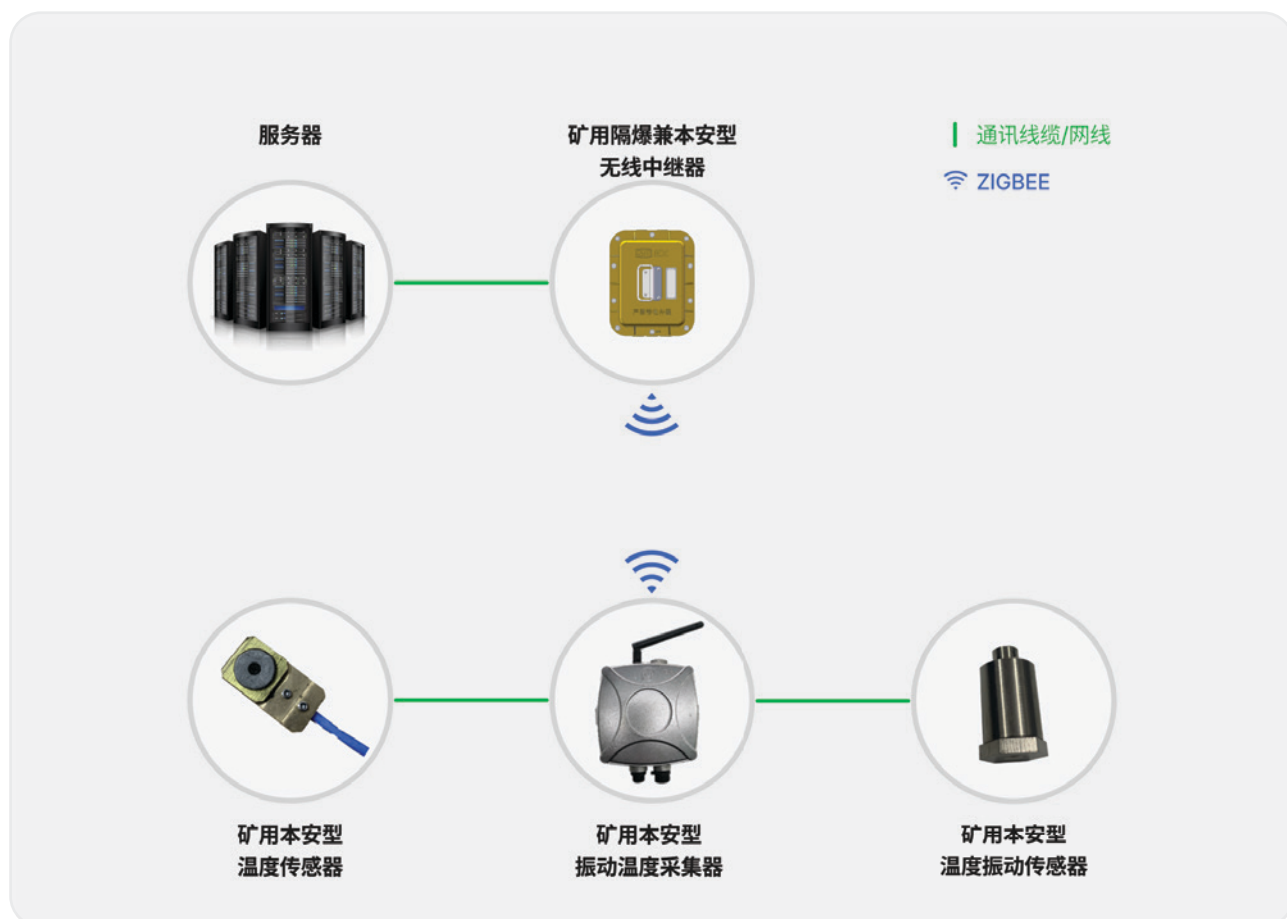 服务器
矿用隔爆兼本安型
无线中继器
通讯线缆/网线
ZIGBEE
矿用本安型
温度传感器
矿用本安型
振动温度采集器
矿用本安型
温度振动传感器